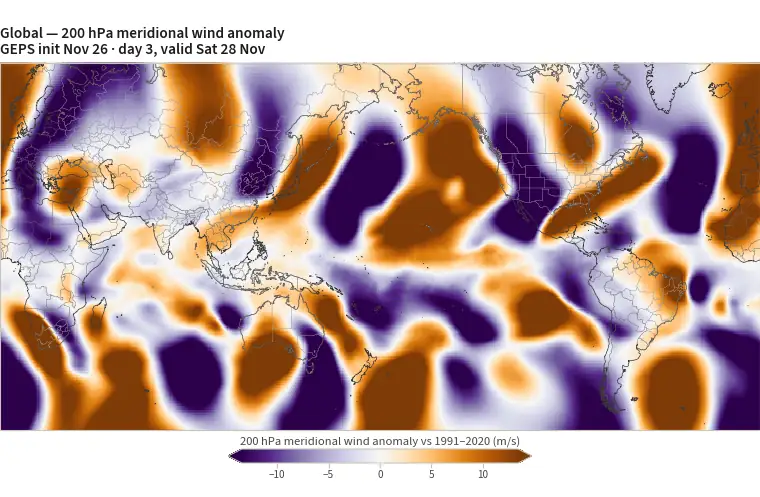 Global — 200 hPa meridional wind anomaly
GEPS init Nov 26 · day 3, valid Sat 28 Nov
200 hPa meridional wind anomaly vs 1991–2020 (m/s)
−10 −5 0 5 10